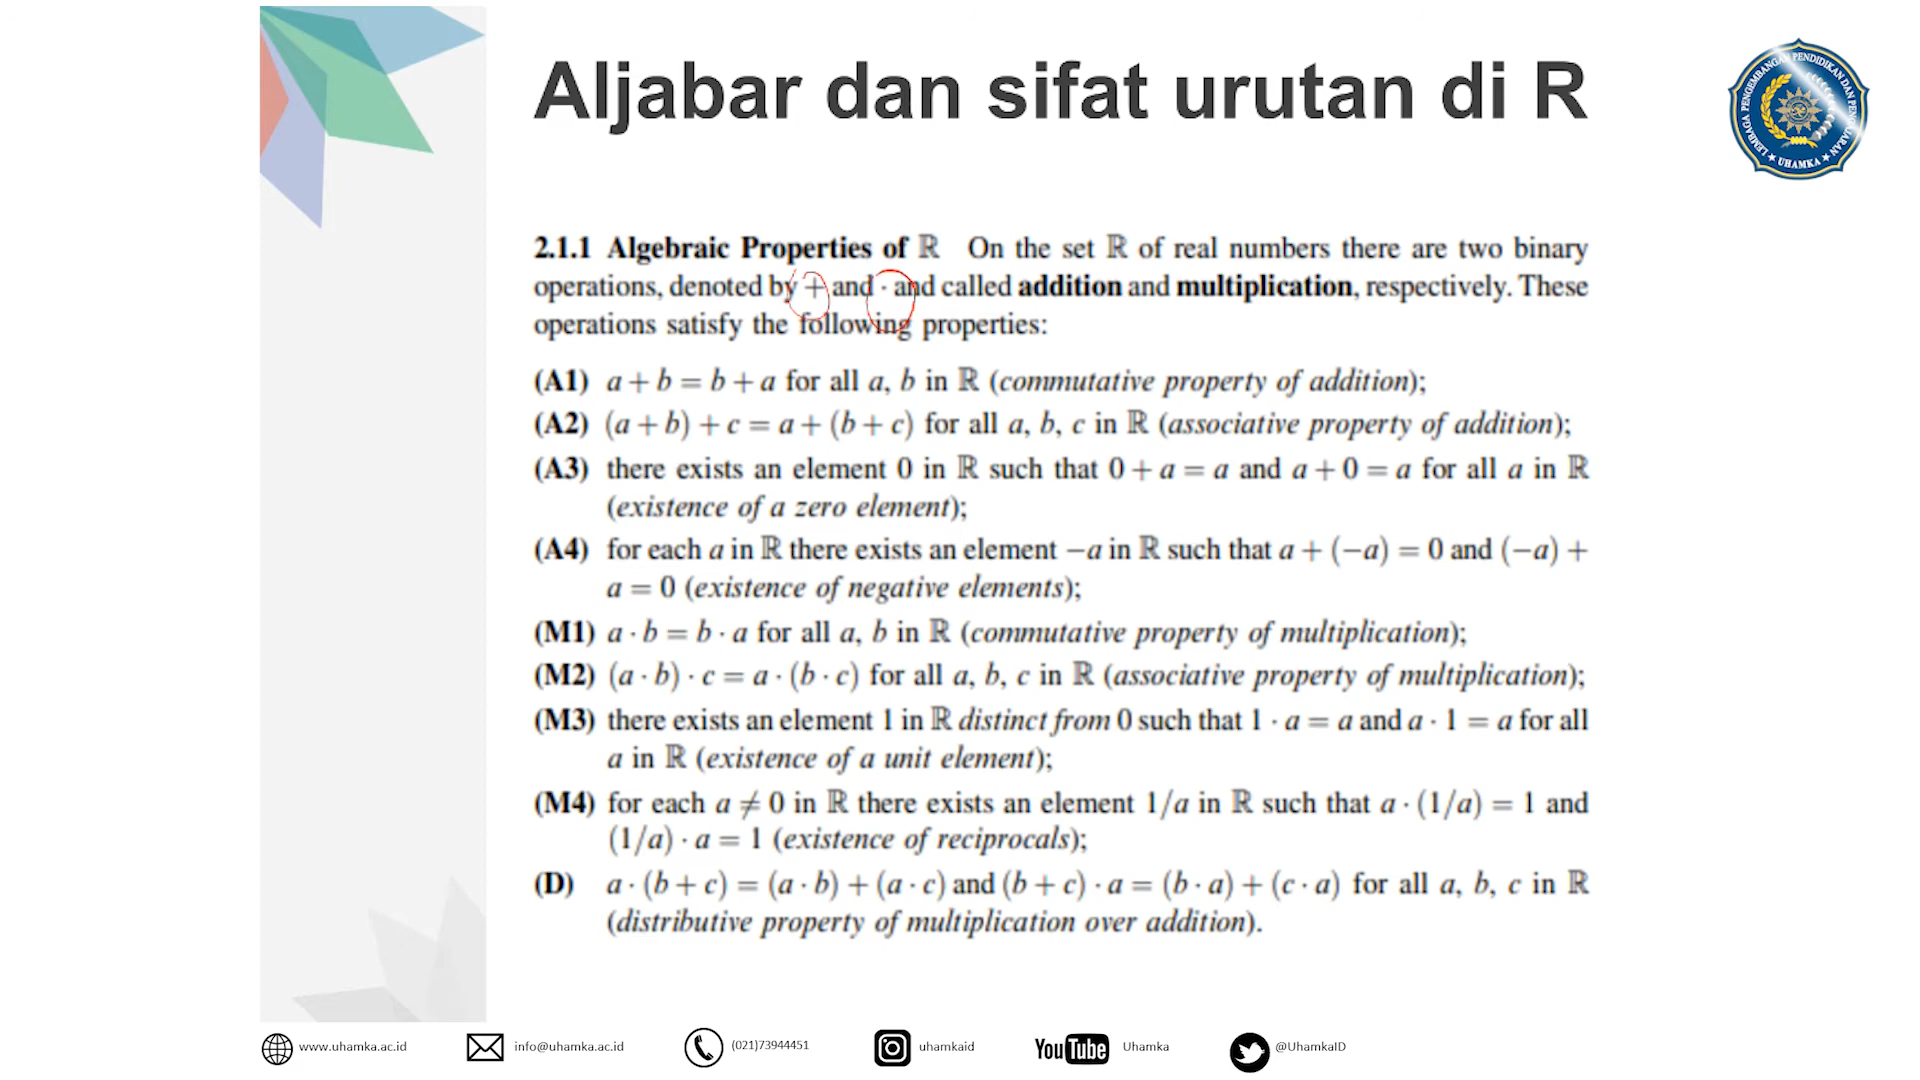 Aljabar dan sifat urutan di R
LEMBAGA PENGEMBANGAN PENDIDIKAN DAN PENGAJARAN
★ UHAMKA ★
2.1.1 Algebraic Properties of ℝ On the set ℝ of real numbers there are two binary
operations, denoted by + and · and called addition and multiplication, respectively. These
operations satisfy the following properties:
(A1) a + b = b + a for all a, b in ℝ (commutative property of addition);
(A2) (a + b) + c = a + (b + c) for all a, b, c in ℝ (associative property of addition);
(A3) there exists an element 0 in ℝ such that 0 + a = a and a + 0 = a for all a in ℝ
(existence of a zero element);
(A4) for each a in ℝ there exists an element −a in ℝ such that a + (−a) = 0 and (−a) +
a = 0 (existence of negative elements);
(M1) a · b = b · a for all a, b in ℝ (commutative property of multiplication);
(M2) (a · b) · c = a · (b · c) for all a, b, c in ℝ (associative property of multiplication);
(M3) there exists an element 1 in ℝ distinct from 0 such that 1 · a = a and a · 1 = a for all
a in ℝ (existence of a unit element);
(M4) for each a ≠ 0 in ℝ there exists an element 1/a in ℝ such that a · (1/a) = 1 and
(1/a) · a = 1 (existence of reciprocals);
(D) a · (b + c) = (a · b) + (a · c) and (b + c) · a = (b · a) + (c · a) for all a, b, c in ℝ
(distributive property of multiplication over addition).
www.uhamka.ac.id
info@uhamka.ac.id
(021)73944451
uhamkaid
YouTube Uhamka
@UhamkaID